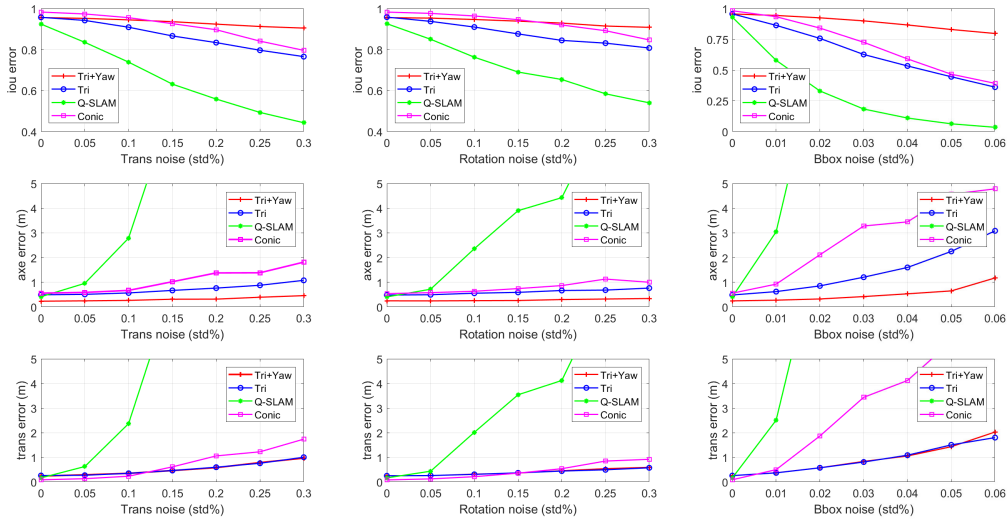 iou error
1
0.8
0.6
0.4
Tri+Yaw
Tri
Q-SLAM
Conic
0 0.05 0.1 0.15 0.2 0.25 0.3
Trans noise (std%)
iou error
1
0.8
0.6
0.4
Tri+Yaw
Tri
Q-SLAM
Conic
0 0.05 0.1 0.15 0.2 0.25 0.3
Rotation noise (std%)
iou error
1
0.75
0.5
0.25
0
Tri+Yaw
Tri
Q-SLAM
Conic
0 0.01 0.02 0.03 0.04 0.05 0.06
Bbox noise (std%)
axe error (m)
5
4
3
2
1
0
Tri+Yaw
Tri
Q-SLAM
Conic
0 0.05 0.1 0.15 0.2 0.25 0.3
Trans noise (std%)
axe error (m)
5
4
3
2
1
0
Tri+Yaw
Tri
Q-SLAM
Conic
0 0.05 0.1 0.15 0.2 0.25 0.3
Rotation noise (std%)
axe error (m)
5
4
3
2
1
0
Tri+Yaw
Tri
Q-SLAM
Conic
0 0.01 0.02 0.03 0.04 0.05 0.06
Bbox noise (std%)
trans error (m)
5
4
3
2
1
0
Tri+Yaw
Tri
Q-SLAM
Conic
0 0.05 0.1 0.15 0.2 0.25 0.3
Trans noise (std%)
trans error (m)
5
4
3
2
1
0
Tri+Yaw
Tri
Q-SLAM
Conic
0 0.05 0.1 0.15 0.2 0.25 0.3
Rotation noise (std%)
trans error (m)
5
4
3
2
1
0
Tri+Yaw
Tri
Q-SLAM
Conic
0 0.01 0.02 0.03 0.04 0.05 0.06
Bbox noise (std%)